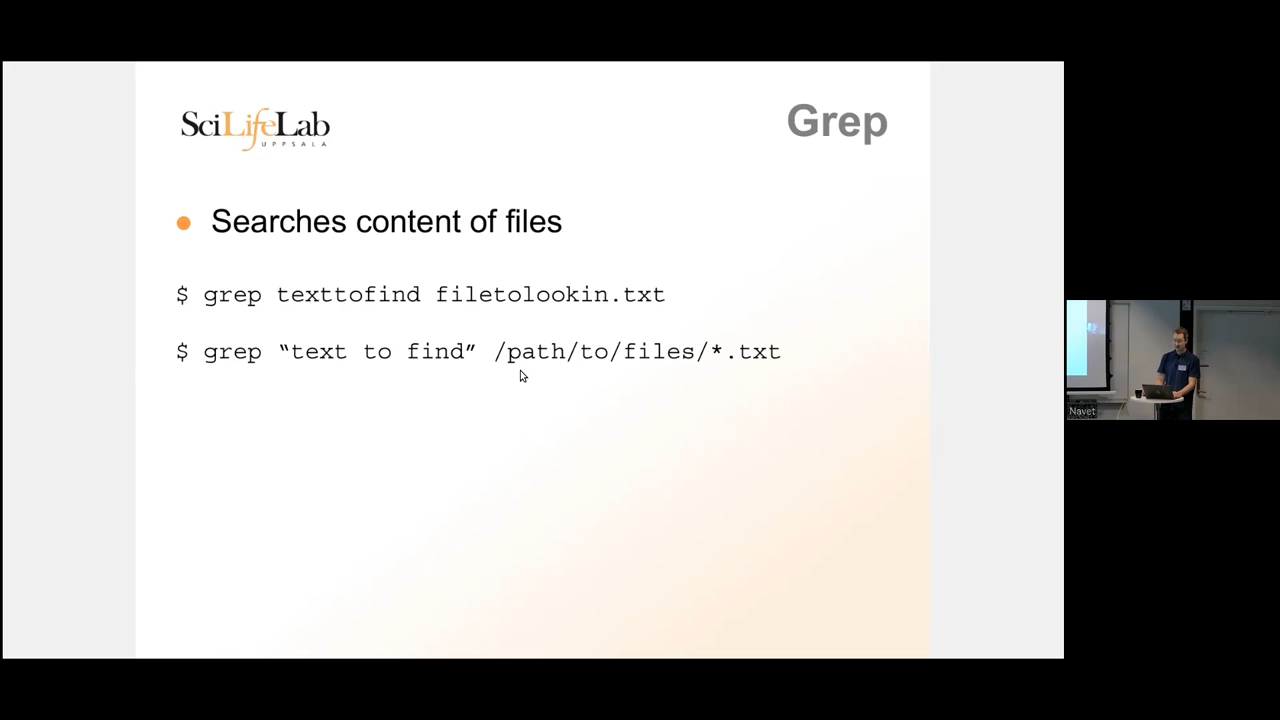 SciLifeLab
UPPSALA
Grep
Searches content of files
$ grep texttofind filetolookin.txt
$ grep “text to find” /path/to/files/*.txt
Navet